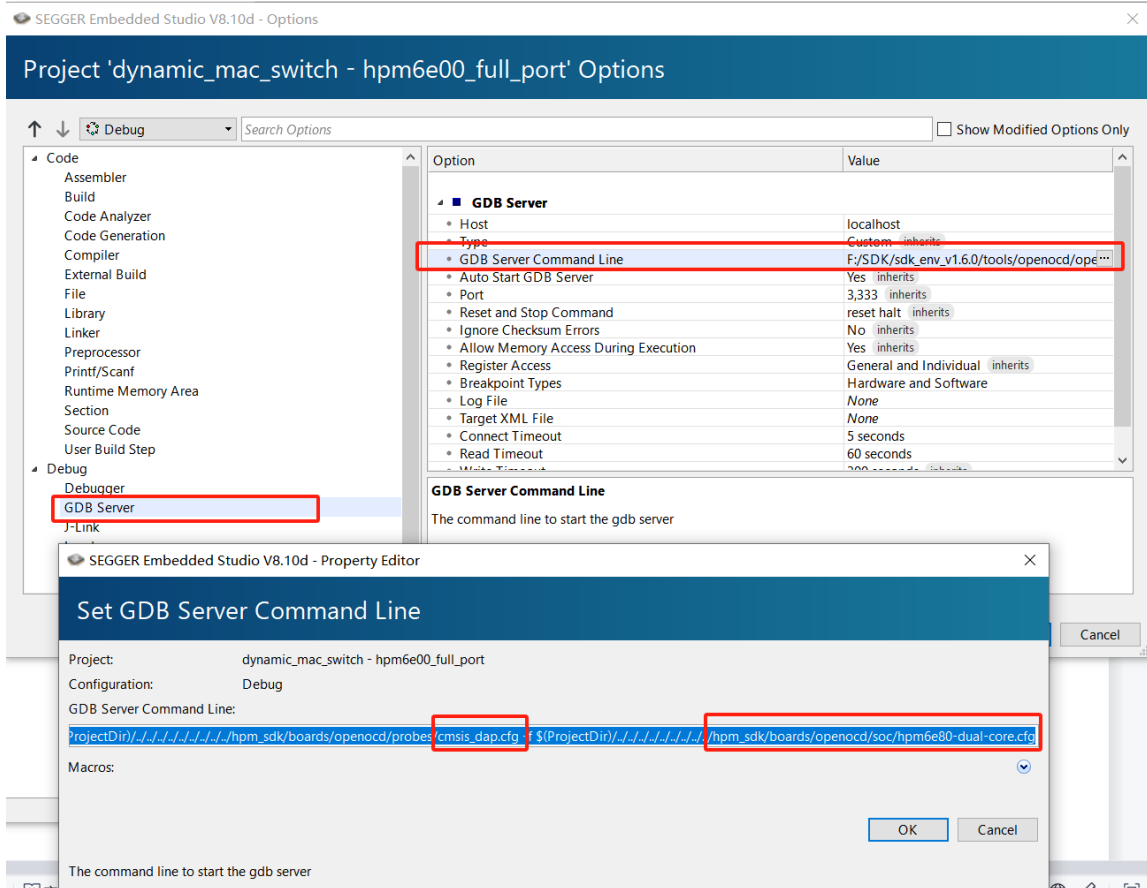 SEGGER Embedded Studio V8.10d - Options
Project 'dynamic_mac_switch - hpm6e00_full_port' Options
Debug
Search Options
Show Modified Options Only
Code
Assembler
Build
Code Analyzer
Code Generation
Compiler
External Build
File
Library
Linker
Preprocessor
Printf/Scanf
Runtime Memory Area
Section
Source Code
User Build Step
Debug
Debugger
GDB Server
J-Link
Option Value
GDB Server
Host localhost
Type Custom inherits
GDB Server Command Line F:/SDK/sdk_env_v1.6.0/tools/openocd/ope ...
Auto Start GDB Server Yes inherits
Port 3,333 inherits
Reset and Stop Command reset halt inherits
Ignore Checksum Errors No inherits
Allow Memory Access During Execution Yes inherits
Register Access General and Individual inherits
Breakpoint Types Hardware and Software
Log File None
Target XML File None
Connect Timeout 5 seconds
Read Timeout 60 seconds
Write Timeout 300 seconds inherits
GDB Server Command Line
The command line to start the gdb server
Cancel
SEGGER Embedded Studio V8.10d - Property Editor
Set GDB Server Command Line
Project: dynamic_mac_switch - hpm6e00_full_port
Configuration: Debug
GDB Server Command Line:
ProjectDir)/../../../../../../../../hpm_sdk/boards/openocd/probes/cmsis_dap.cfg -f $(ProjectDir)/../../../../../../../../hpm_sdk/boards/openocd/soc/hpm6e80-dual-core.cfg
Macros:
OK
Cancel
The command line to start the gdb server